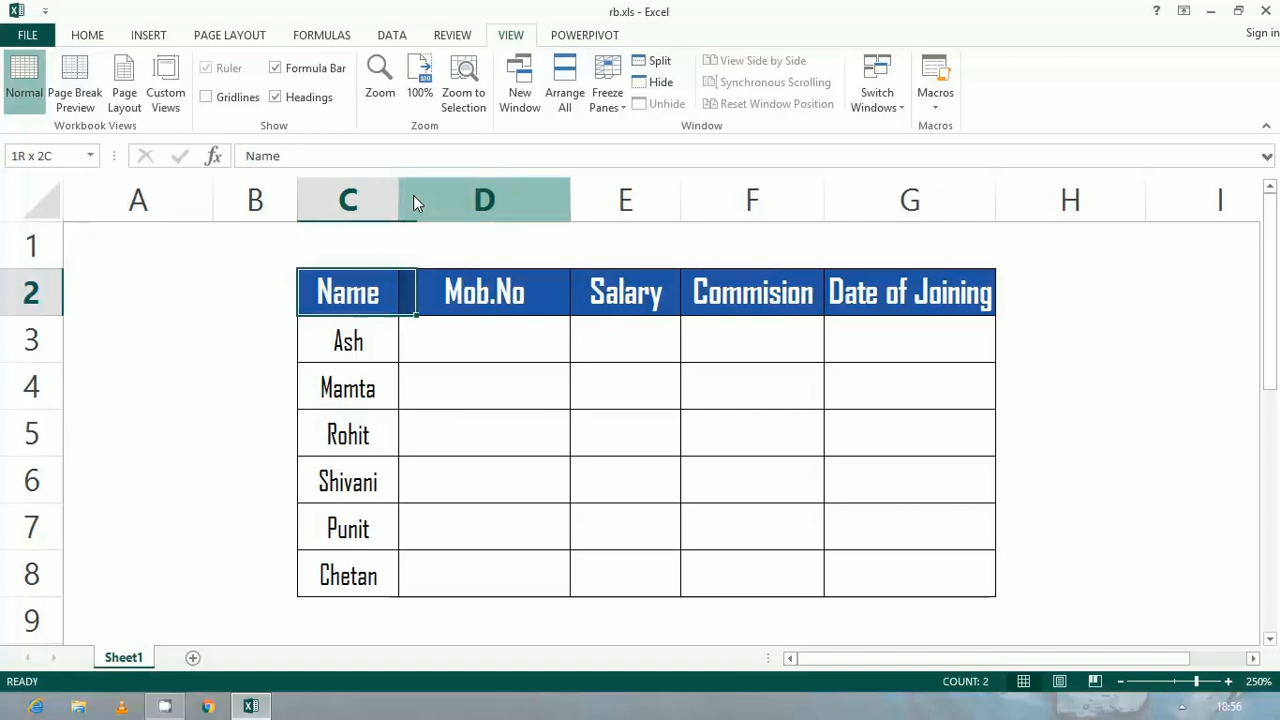 rb.xls - Excel
?
FILE HOME INSERT PAGE LAYOUT FORMULAS DATA REVIEW VIEW POWERPIVOT Sign in
Normal
Page Break
Preview
Page
Layout
Custom
Views
Workbook Views
Ruler
Formula Bar
Gridlines
Headings
Show
Zoom
100%
Zoom to
Selection
Zoom
New
Window
Arrange
All
Freeze
Panes
Split
Hide
Unhide
View Side by Side
Synchronous Scrolling
Reset Window Position
Switch
Windows
Window
Macros
Macros
1R x 2C
fx
Name
A B C D E F G H I
1
2 Name Mob.No Salary Commision Date of Joining
3 Ash
4 Mamta
5 Rohit
6 Shivani
7 Punit
8 Chetan
9
Sheet1
READY COUNT: 2 250%
18:56